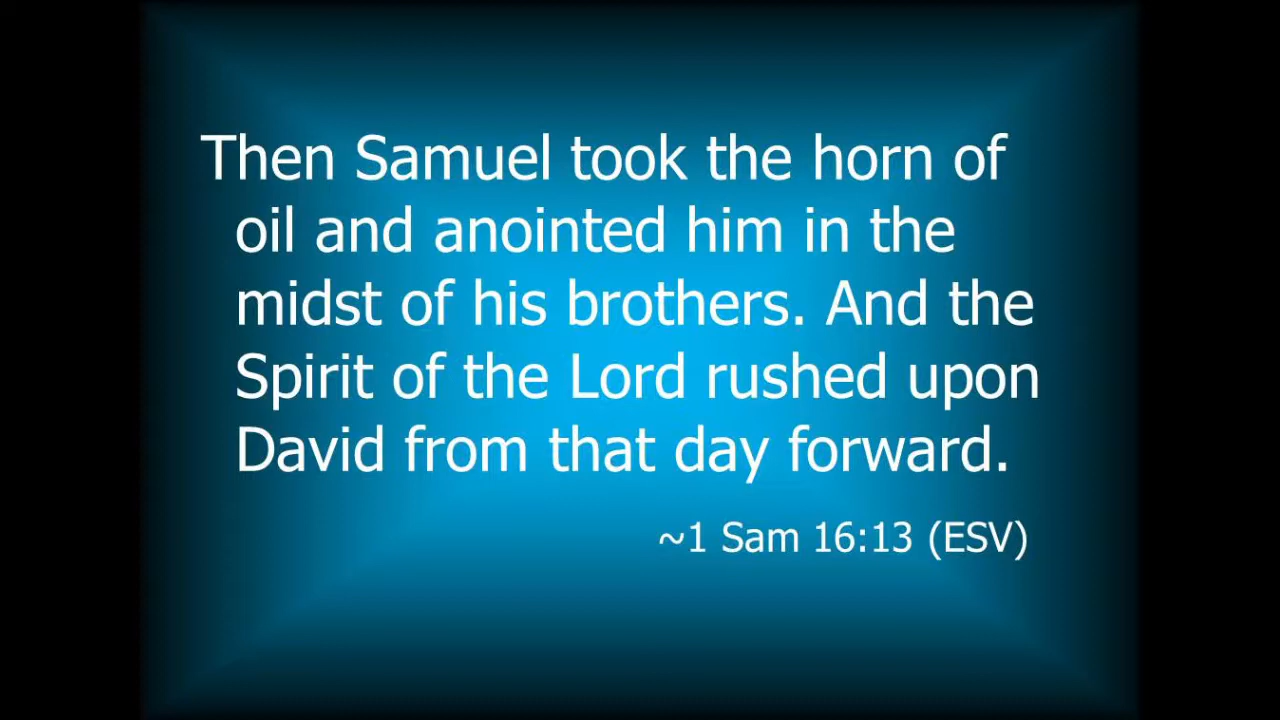 Then Samuel took the horn of
oil and anointed him in the
midst of his brothers. And the
Spirit of the Lord rushed upon
David from that day forward.
~1 Sam 16:13 (ESV)